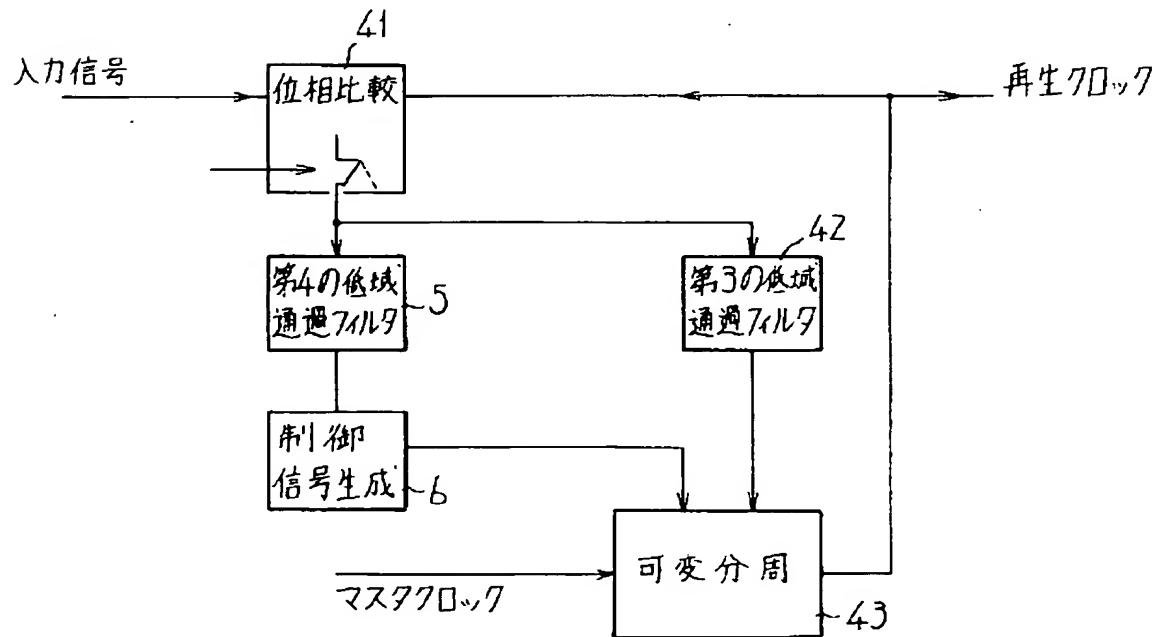 41
入力信号
位相比較
再生クロック
42
第4の低域
通過フィルタ
5
第3の低域
通過フィルタ
制御
信号生成
6
可変分周
マスタクロック
43